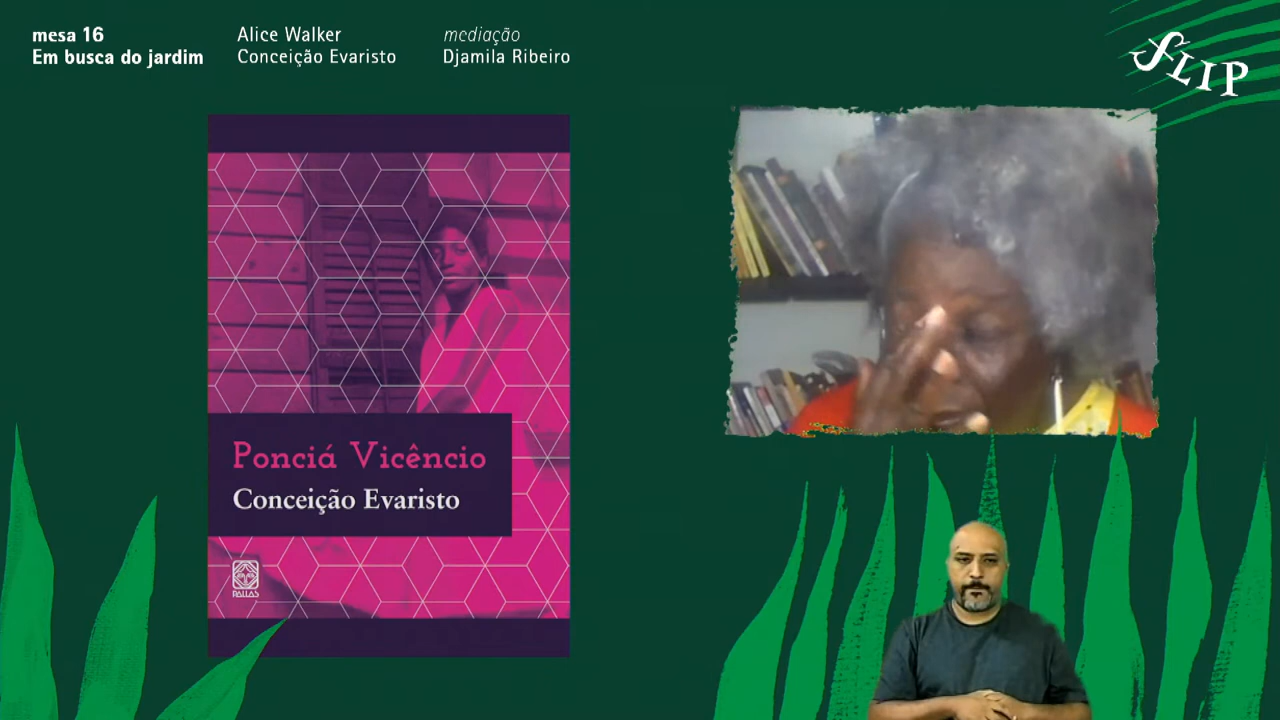 mesa 16
Em busca do jardim
Alice Walker
Conceição Evaristo
mediação
Djamila Ribeiro
FLIP
Ponciá Vicêncio
Conceição Evaristo
PALLAS